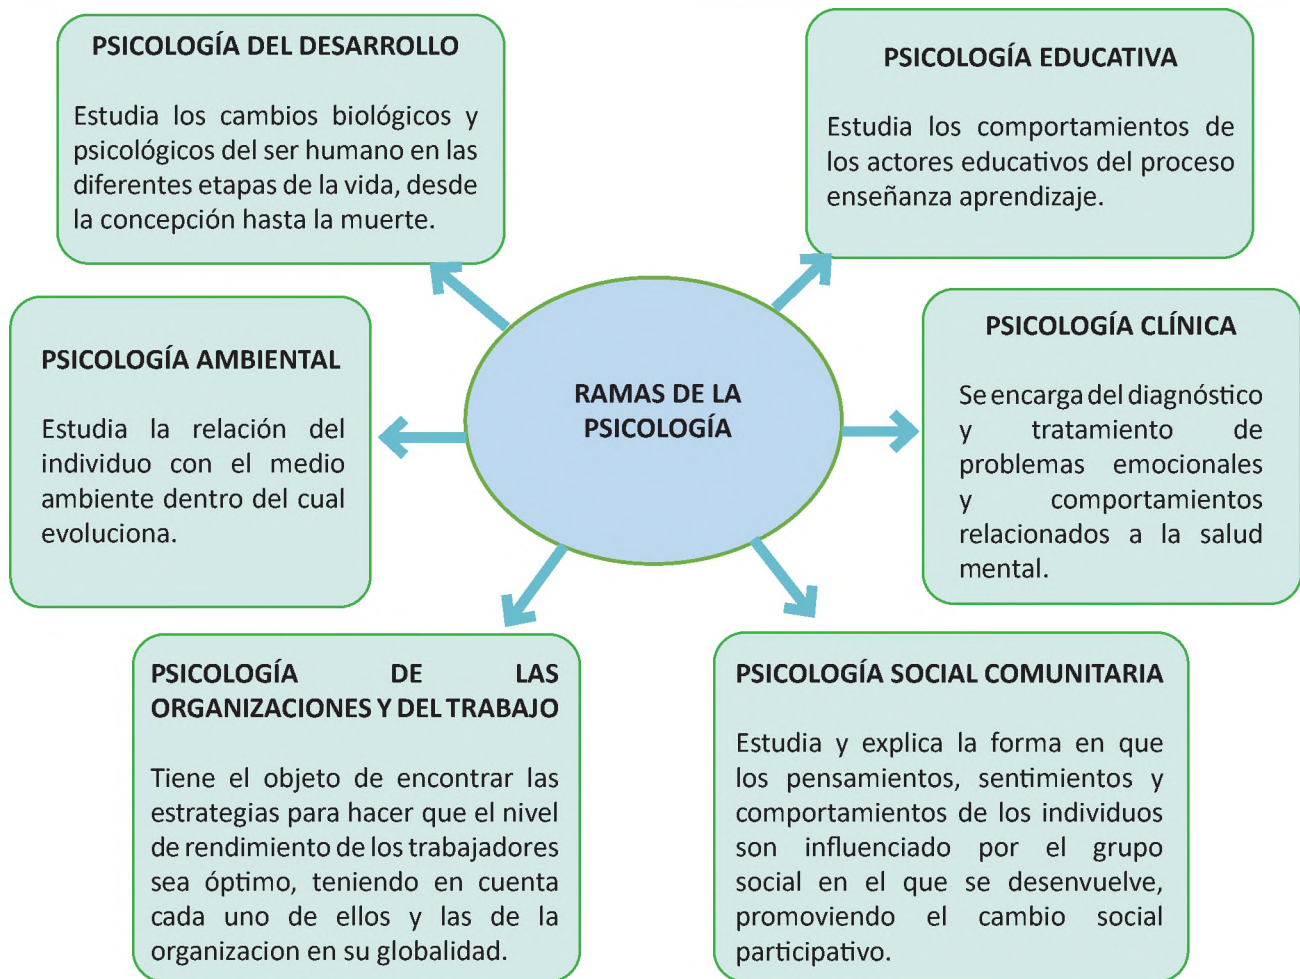 PSICOLOGÍA DEL DESARROLLO
Estudia los cambios biológicos y
psicológicos del ser humano en las
diferentes etapas de la vida, desde
la concepción hasta la muerte.
PSICOLOGÍA EDUCATIVA
Estudia los comportamientos de
los actores educativos del proceso
enseñanza aprendizaje.
PSICOLOGÍA AMBIENTAL
Estudia la relación del
individuo con el medio
ambiente dentro del cual
evoluciona.
RAMAS DE LA
PSICOLOGÍA
PSICOLOGÍA CLÍNICA
Se encarga del diagnóstico
y tratamiento de
problemas emocionales
y comportamientos
relacionados a la salud
mental.
PSICOLOGÍA DE LAS
ORGANIZACIONES Y DEL TRABAJO
Tiene el objeto de encontrar las
estrategias para hacer que el nivel
de rendimiento de los trabajadores
sea óptimo, teniendo en cuenta
cada uno de ellos y las de la
organizacion en su globalidad.
PSICOLOGÍA SOCIAL COMUNITARIA
Estudia y explica la forma en que
los pensamientos, sentimientos y
comportamientos de los individuos
son influenciado por el grupo
social en el que se desenvuelve,
promoviendo el cambio social
participativo.